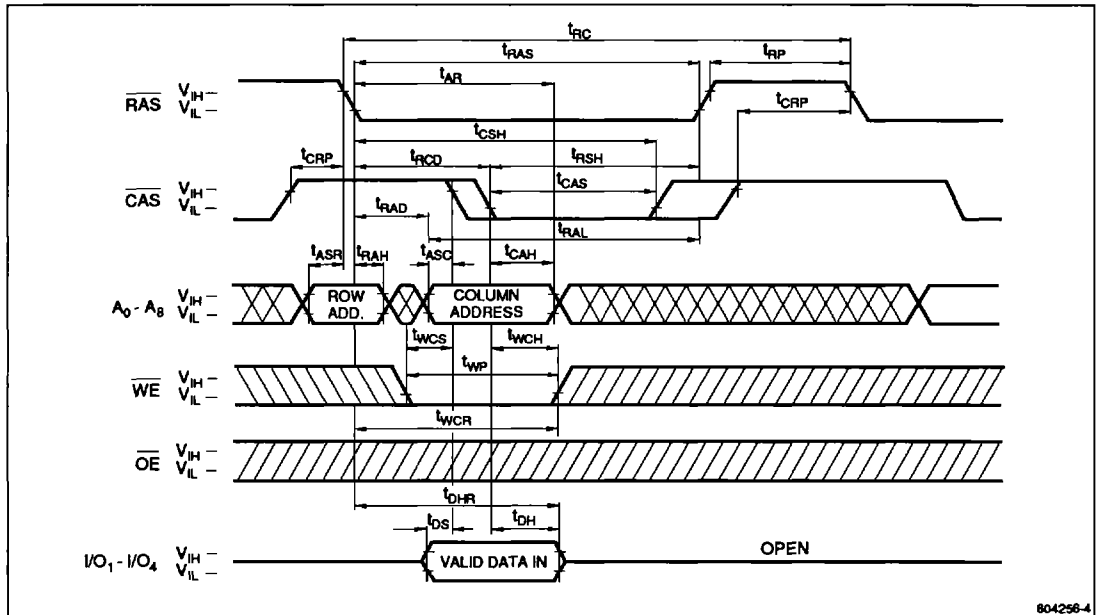 tRC
tRAS
tRP
tAR
RAS VIH –
VIL –
tCRP
tCSH
tCRP
tRCD
tRSH
CAS VIH –
VIL –
tCAS
tRAD
tRAL
tASR
tRAH
tASC
tCAH
A0 - A8 VIH –
VIL –
ROW
ADD.
COLUMN
ADDRESS
tWCS
tWCH
tWP
WE VIH –
VIL –
tWCR
OE VIH –
VIL –
tDHR
tDS
tDH
I/O1 - I/O4 VIH –
VIL –
VALID DATA IN
OPEN
604256-4